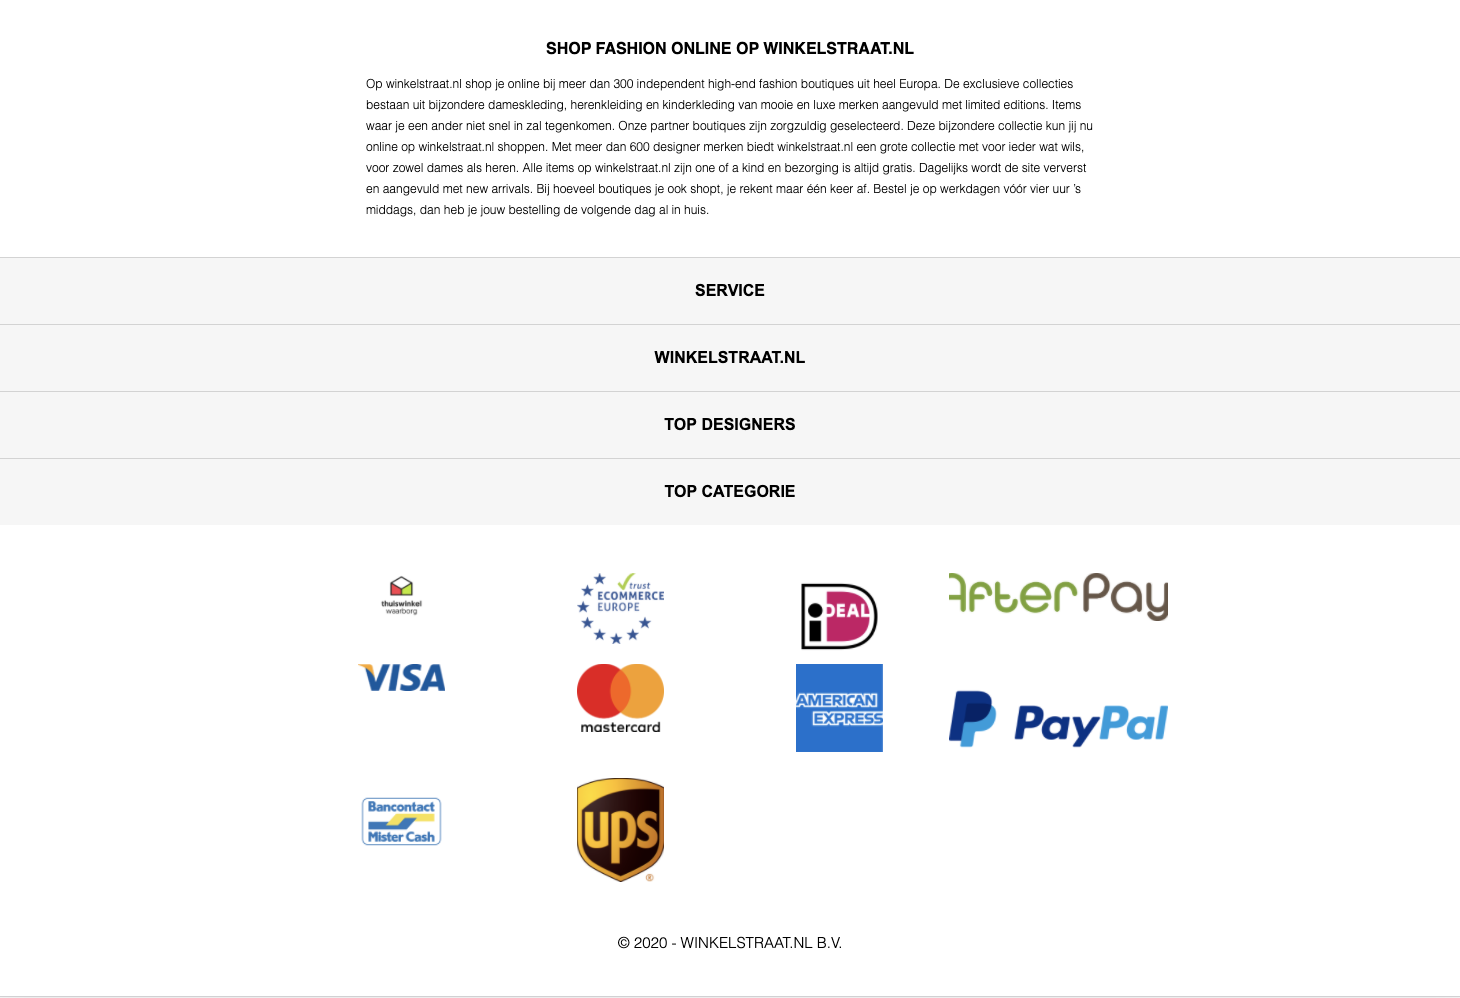 SHOP FASHION ONLINE OP WINKELSTRAAT.NL
Op winkelstraat.nl shop je online bij meer dan 300 independent high-end fashion boutiques uit heel Europa. De exclusieve collecties
bestaan uit bijzondere dameskleding, herenkleiding en kinderkleding van mooie en luxe merken aangevuld met limited editions. Items
waar je een ander niet snel in zal tegenkomen. Onze partner boutiques zijn zorgzuldig geselecteerd. Deze bijzondere collectie kun jij nu
online op winkelstraat.nl shoppen. Met meer dan 600 designer merken biedt winkelstraat.nl een grote collectie met voor ieder wat wils,
voor zowel dames als heren. Alle items op winkelstraat.nl zijn one of a kind en bezorging is altijd gratis. Dagelijks wordt de site ververst
en aangevuld met new arrivals. Bij hoeveel boutiques je ook shopt, je rekent maar één keer af. Bestel je op werkdagen vóór vier uur 's
middags, dan heb je jouw bestelling de volgende dag al in huis.
SERVICE
WINKELSTRAAT.NL
TOP DESIGNERS
TOP CATEGORIE
thuiswinkel
waarborg
trust
ECOMMERCE
EUROPE
iDEAL
AfterPay
VISA
mastercard
AMERICAN
EXPRESS
PayPal
Bancontact
Mister Cash
ups
®
© 2020 - WINKELSTRAAT.NL B.V.